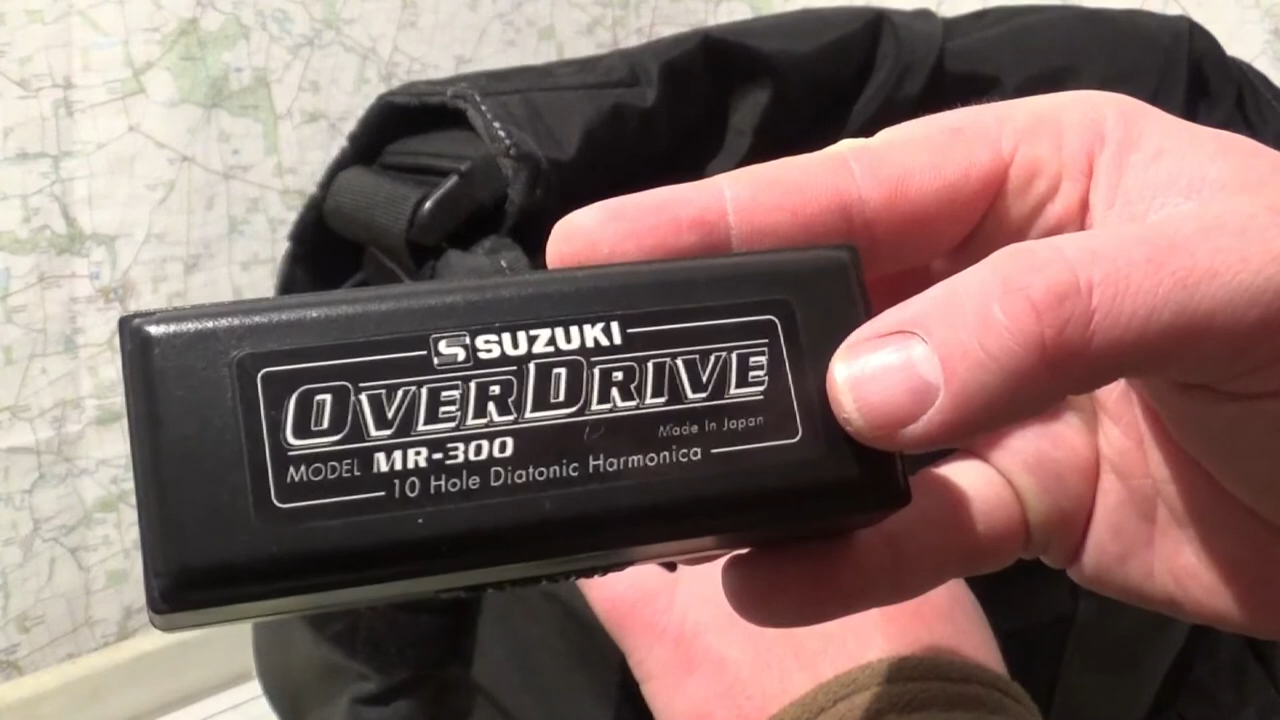 SUZUKI
OVERDRIVE
MODEL MR-300
Made In Japan
10 Hole Diatonic Harmonica